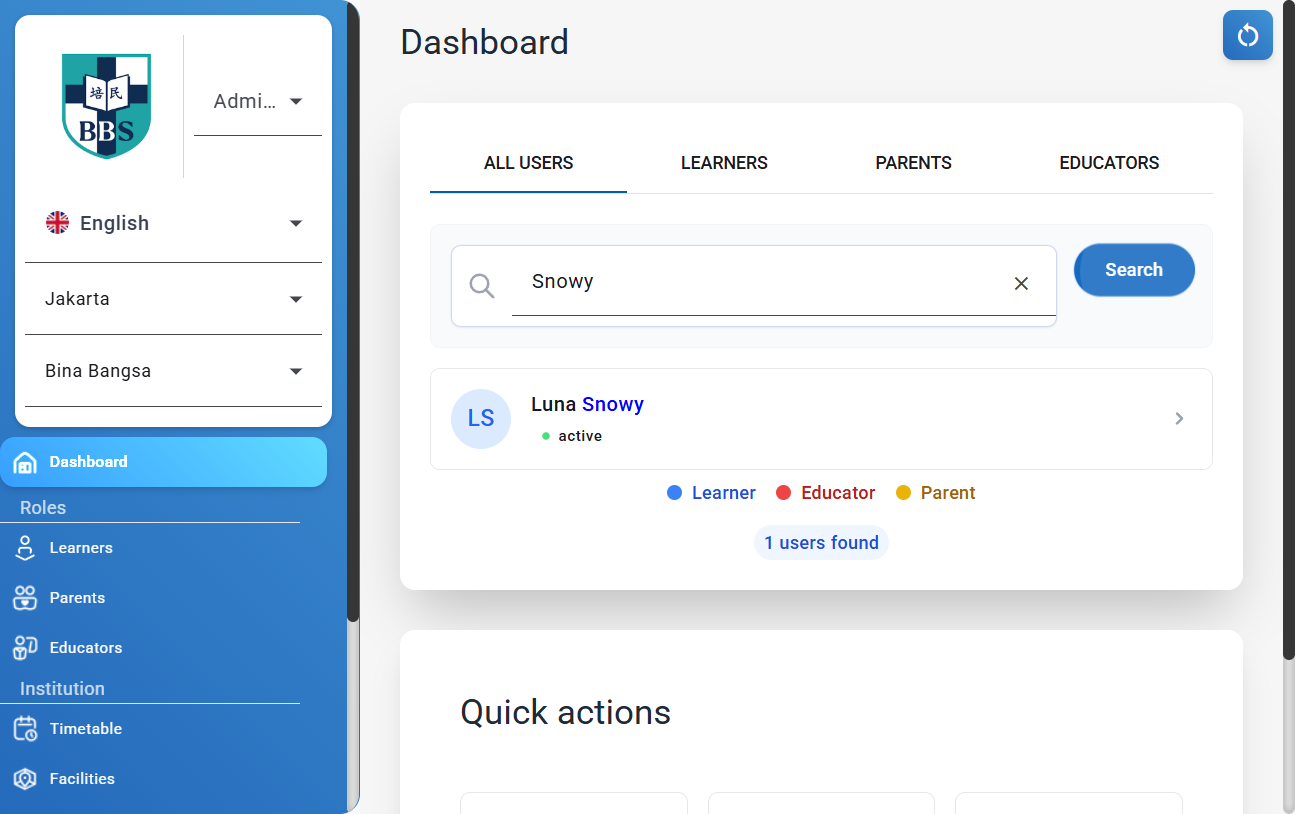 培民
BBS
Admi...
English
Jakarta
Bina Bangsa
Dashboard
Roles
Learners
Parents
Educators
Institution
Timetable
Facilities
Dashboard
ALL USERS LEARNERS PARENTS EDUCATORS
Snowy
Search
LS
Luna Snowy
active
Learner Educator Parent
1 users found
Quick actions